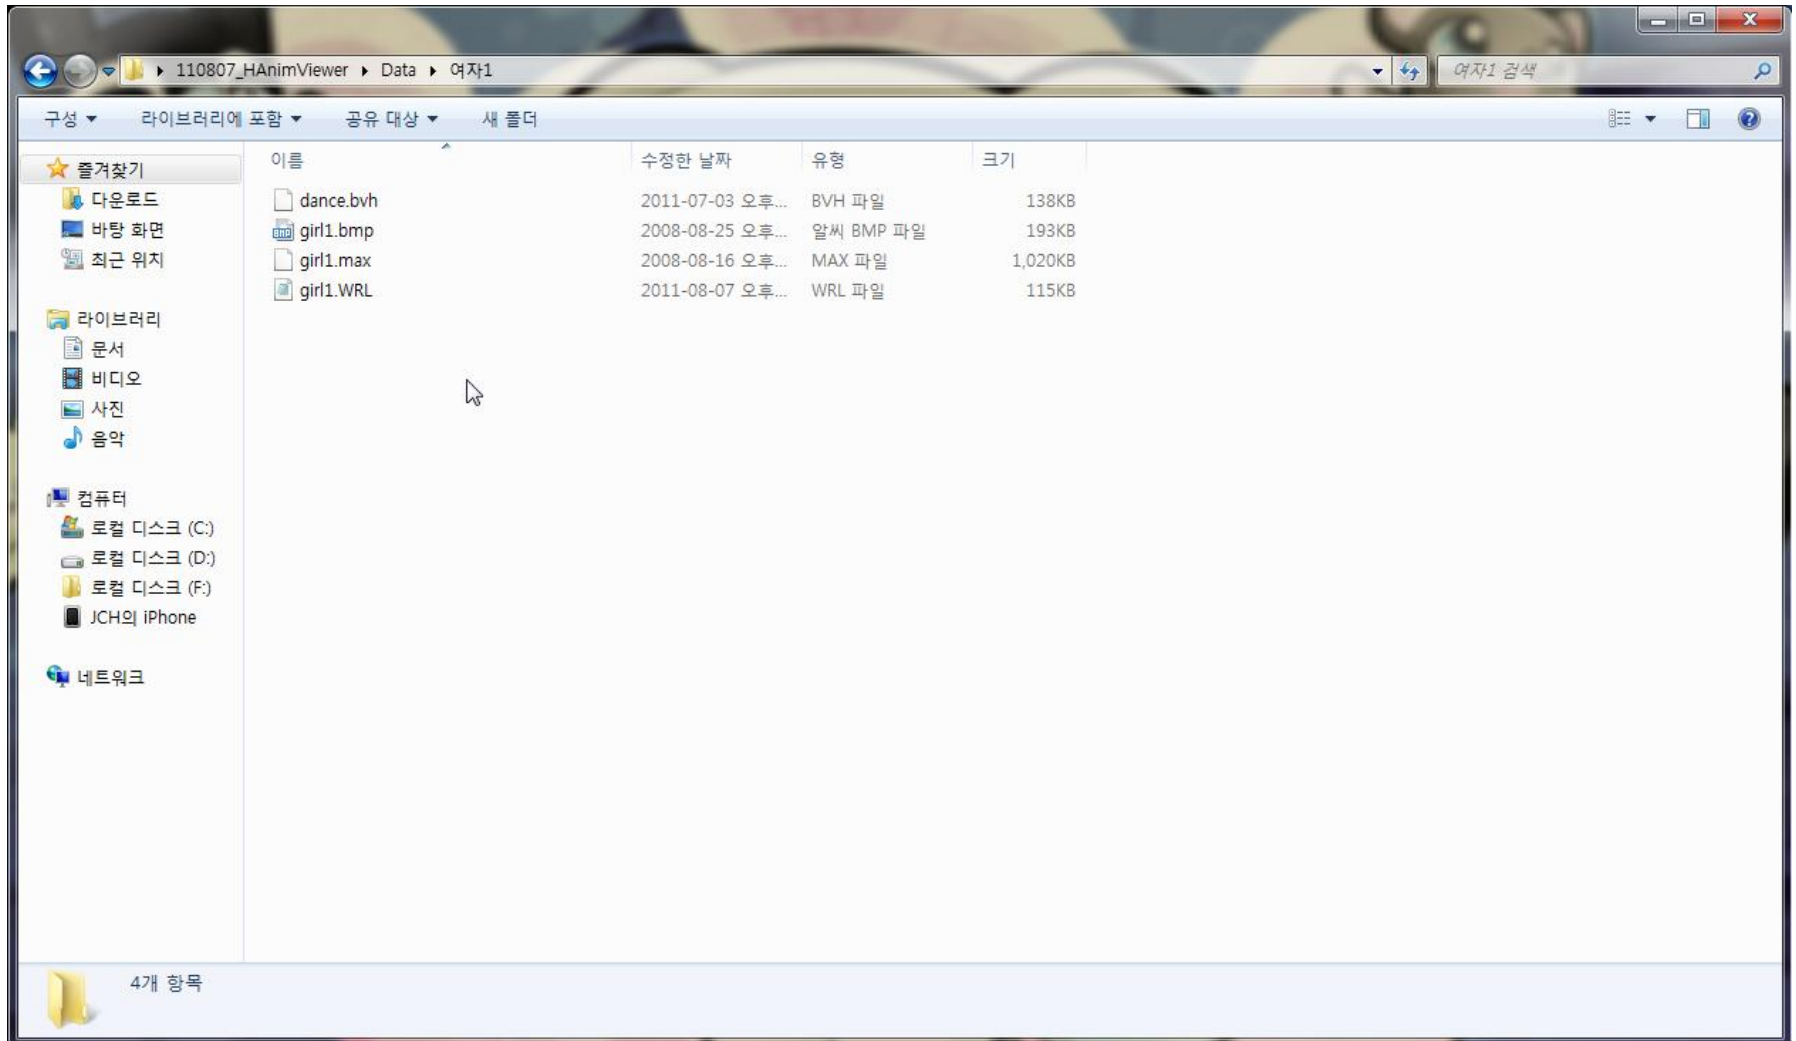 110807_HAnimViewer ▸ Data ▸ 여자1 여자1 검색
구성 라이브러리에 포함 공유 대상 새 폴더
이름 수정한 날짜 유형 크기
dance.bvh 2011-07-03 오후... BVH 파일 138KB
girl1.bmp 2008-08-25 오후... 알씨 BMP 파일 193KB
girl1.max 2008-08-16 오후... MAX 파일 1,020KB
girl1.WRL 2011-08-07 오후... WRL 파일 115KB
즐겨찾기
다운로드
바탕 화면
최근 위치
라이브러리
문서
비디오
사진
음악
컴퓨터
로컬 디스크 (C:)
로컬 디스크 (D:)
로컬 디스크 (F:)
JCH의 iPhone
네트워크
4개 항목